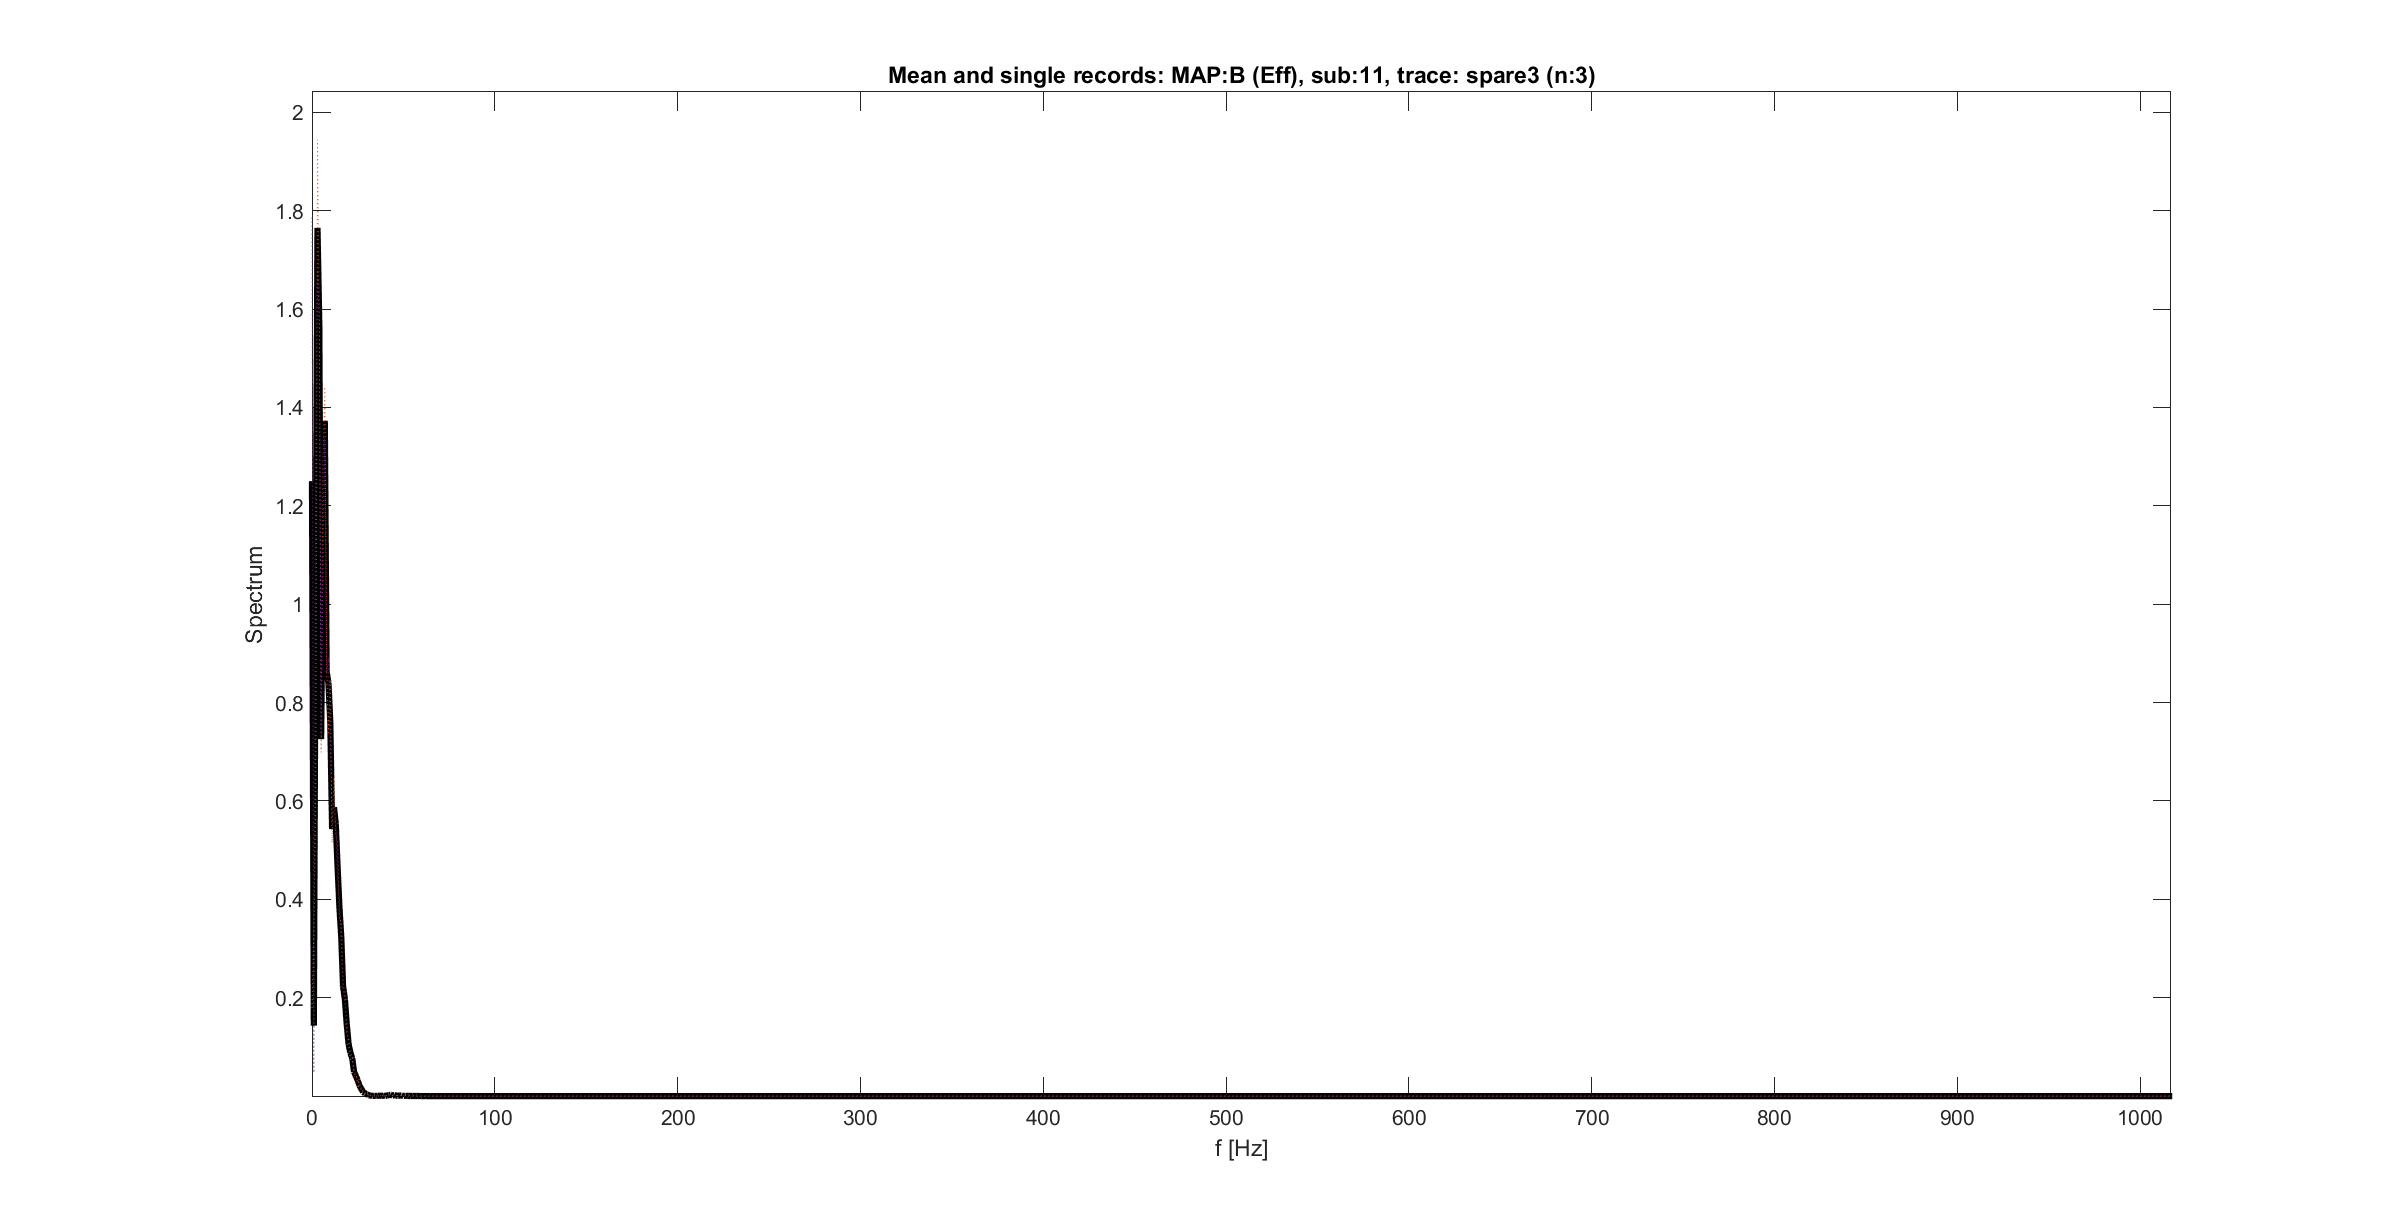 Mean and single records: MAP:B (Eff), sub:11, trace: spare3 (n:3)
2
1.8
1.6
1.4
1.2
1
0.8
0.6
0.4
0.2
Spectrum
0 100 200 300 400 500 600 700 800 900 1000
f [Hz]